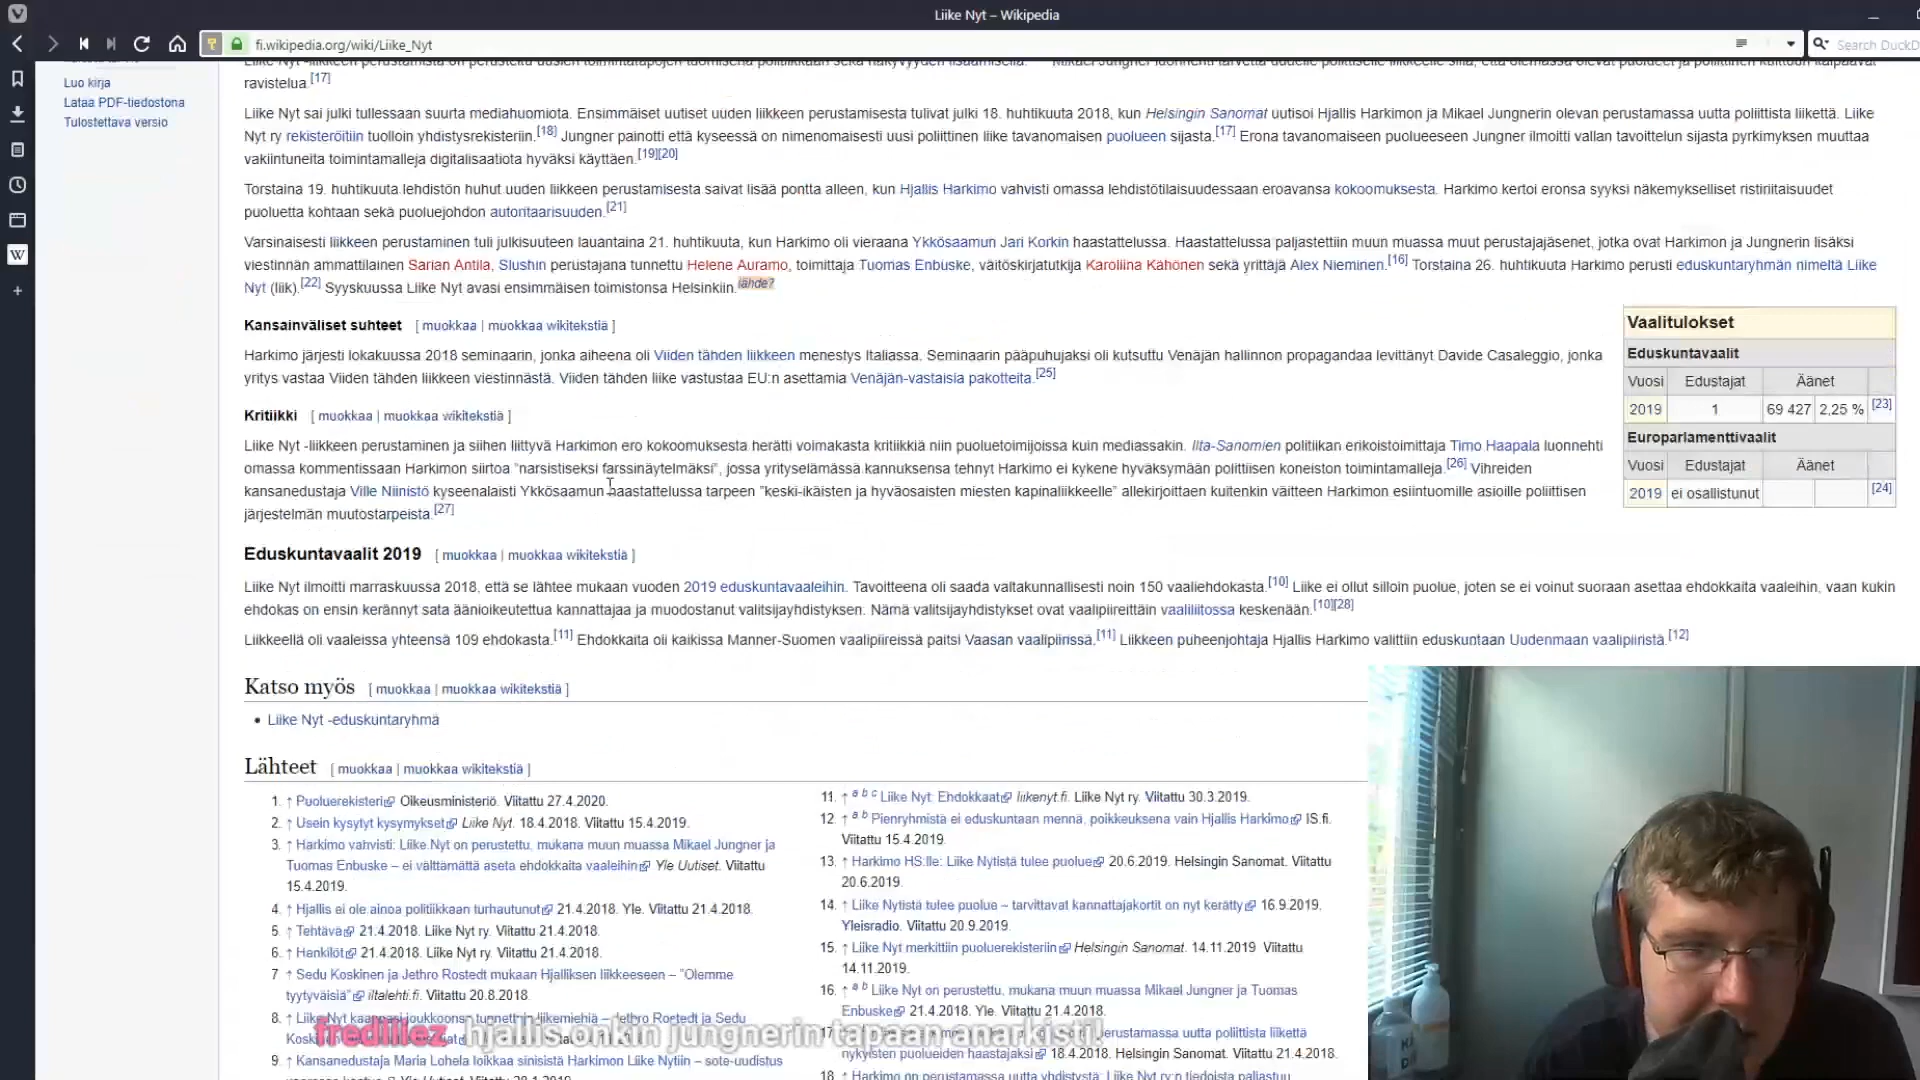 Liike Nyt – Wikipedia
fi.wikipedia.org/wiki/Liike_Nyt
Search DuckD
Luo kirja
Lataa PDF-tiedostona
Tulostettava versio
ravistelua.[17]
Liike Nyt sai julki tullessaan suurta mediahuomiota. Ensimmäiset uutiset uuden liikkeen perustamisesta tulivat julki 18. huhtikuuta 2018, kun Helsingin Sanomat uutisoi Hjallis Harkimon ja Mikael Jungnerin olevan perustamassa uutta poliittista liikettä. Liike
Nyt ry rekisteröitiin tuolloin yhdistysrekisteriin.[18] Jungner painotti että kyseessä on nimenomaisesti uusi poliittinen liike tavanomaisen puolueen sijasta.[17] Erona tavanomaiseen puolueeseen Jungner ilmoitti vallan tavoittelun sijasta pyrkimyksen muuttaa
vakiintuneita toimintamalleja digitalisaatiota hyväksi käyttäen.[19][20]
Torstaina 19. huhtikuuta lehdistön huhut uuden liikkeen perustamisesta saivat lisää pontta alleen, kun Hjallis Harkimo vahvisti omassa lehdistötilaisuudessaan eroavansa kokoomuksesta. Harkimo kertoi eronsa syyksi näkemykselliset ristiriitaisuudet
puoluetta kohtaan sekä puoluejohdon autoritaarisuuden.[21]
Varsinaisesti liikkeen perustaminen tuli julkisuuteen lauantaina 21. huhtikuuta, kun Harkimo oli vieraana Ykkösaamun Jari Korkin haastattelussa. Haastattelussa paljastettiin muun muassa muut perustajajäsenet, jotka ovat Harkimon ja Jungnerin lisäksi
viestinnän ammattilainen Sarian Antila, Slushin perustajana tunnettu Helene Auramo, toimittaja Tuomas Enbuske, väitöskirjatutkija Karoliina Kähönen sekä yrittäjä Alex Nieminen.[16] Torstaina 26. huhtikuuta Harkimo perusti eduskuntaryhmän nimeltä Liike
Nyt (liik).[22] Syyskuussa Liike Nyt avasi ensimmäisen toimistonsa Helsinkiin.lähde?
Kansainväliset suhteet [ muokkaa | muokkaa wikitekstiä ]
Harkimo järjesti lokakuussa 2018 seminaarin, jonka aiheena oli Viiden tähden liikkeen menestys Italiassa. Seminaarin pääpuhujaksi oli kutsuttu Venäjän hallinnon propagandaa levittänyt Davide Casaleggio, jonka
yritys vastaa Viiden tähden liikkeen viestinnästä. Viiden tähden liike vastustaa EU:n asettamia Venäjän-vastaisia pakotteita.[25]
Kritiikki [ muokkaa | muokkaa wikitekstiä ]
Liike Nyt -liikkeen perustaminen ja siihen liittyvä Harkimon ero kokoomuksesta herätti voimakasta kritiikkiä niin puoluetoimijoissa kuin mediassakin. Ilta-Sanomien politiikan erikoistoimittaja Timo Haapala luonnehti
omassa kommentissaan Harkimon siirtoa "narsistiseksi farssinäytelmäksi", jossa yrityselämässä kannuksensa tehnyt Harkimo ei kykene hyväksymään poliittisen koneiston toimintamalleja.[26] Vihreiden
kansanedustaja Ville Niinistö kyseenalaisti Ykkösaamun haastattelussa tarpeen "keski-ikäisten ja hyväosaisten miesten kapinaliikkeelle" allekirjoittaen kuitenkin väitteen Harkimon esiintuomille asioille poliittisen
järjestelmän muutostarpeista.[27]
Vaalitulokset
Eduskuntavaalit
Vuosi Edustajat Äänet
2019 1 69 427 2,25 % [23]
Europarlamenttivaalit
Vuosi Edustajat Äänet
2019 ei osallistunut [24]
Eduskuntavaalit 2019 [ muokkaa | muokkaa wikitekstiä ]
Liike Nyt ilmoitti marraskuussa 2018, että se lähtee mukaan vuoden 2019 eduskuntavaaleihin. Tavoitteena oli saada valtakunnallisesti noin 150 vaaliehdokasta.[10] Liike ei ollut silloin puolue, joten se ei voinut suoraan asettaa ehdokkaita vaaleihin, vaan kukin
ehdokas on ensin kerännyt sata äänioikeutettua kannattajaa ja muodostanut valitsijayhdistyksen. Nämä valitsijayhdistykset ovat vaalipiireittäin vaaliliitossa keskenään.[10][28]
Liikkeellä oli vaaleissa yhteensä 109 ehdokasta.[11] Ehdokkaita oli kaikissa Manner-Suomen vaalipiireissä paitsi Vaasan vaalipiirissä.[11] Liikkeen puheenjohtaja Hjallis Harkimo valittiin eduskuntaan Uudenmaan vaalipiiristä.[12]
Katso myös [ muokkaa | muokkaa wikitekstiä ]
• Liike Nyt -eduskuntaryhmä
Lähteet [ muokkaa | muokkaa wikitekstiä ]
1. ↑ Puoluerekisteri Oikeusministeriö. Viitattu 27.4.2020.
2. ↑ Usein kysytyt kysymykset Liike Nyt. 18.4.2018. Viitattu 15.4.2019.
3. ↑ Harkimo vahvisti: Liike Nyt on perustettu, mukana muun muassa Mikael Jungner ja
Tuomas Enbuske – ei välttämättä aseta ehdokkaita vaaleihin Yle Uutiset. Viitattu
15.4.2019.
4. ↑ Hjallis ei ole ainoa politiikkaan turhautunut 21.4.2018. Yle. Viitattu 21.4.2018.
5. ↑ Tehtävä 21.4.2018. Liike Nyt ry. Viitattu 21.4.2018.
6. ↑ Henkilöt 21.4.2018. Liike Nyt ry. Viitattu 21.4.2018.
7 ↑ Sedu Koskinen ja Jethro Rostedt mukaan Hjalliksen liikkeeseen – "Olemme
tyytyväisiä" iltalehti.fi. Viitattu 20.8.2018.
8. ↑ Liike Nyt kaappasi joukkoonsa tunnettuja liikemiehiä – Jethro Rostedt ja Sedu
9. ↑ Kansanedustaja Maria Lohela loikkaa sinisistä Harkimon Liike Nytiin – sote-uudistus
11. ↑ a b c Liike Nyt: Ehdokkaat liikenyt.fi. Liike Nyt ry. Viitattu 30.3.2019.
12. ↑ a b Pienryhmistä ei eduskuntaan mennä, poikkeuksena vain Hjallis Harkimo IS.fi.
Viitattu 15.4.2019.
13. ↑ Harkimo HS:lle: Liike Nytistä tulee puolue 20.6.2019. Helsingin Sanomat. Viitattu
20.6.2019.
14. ↑ Liike Nytistä tulee puolue – tarvittavat kannattajakortit on nyt kerätty 16.9.2019.
Yleisradio. Viitattu 20.9.2019.
15. ↑ Liike Nyt merkittiin puoluerekisteriin Helsingin Sanomat. 14.11.2019 Viitattu
14.11.2019.
16. ↑ a b Liike Nyt on perustettu, mukana muun muassa Mikael Jungner ja Tuomas
Enbuske 21.4.2018. Yle. Viitattu 21.4.2018.
17 perustamassa uutta poliittista liikettä
nykyisten puolueiden haastajaksi 18.4.2018. Helsingin Sanomat. Viitattu 21.4.2018.
18 ↑ Harkimo on perustamassa uutta yhdistystä: Liike Nyt ry:n tiedoista paljastuu
frediliez hjallis onkin jungnerin tapaan anarkisti!